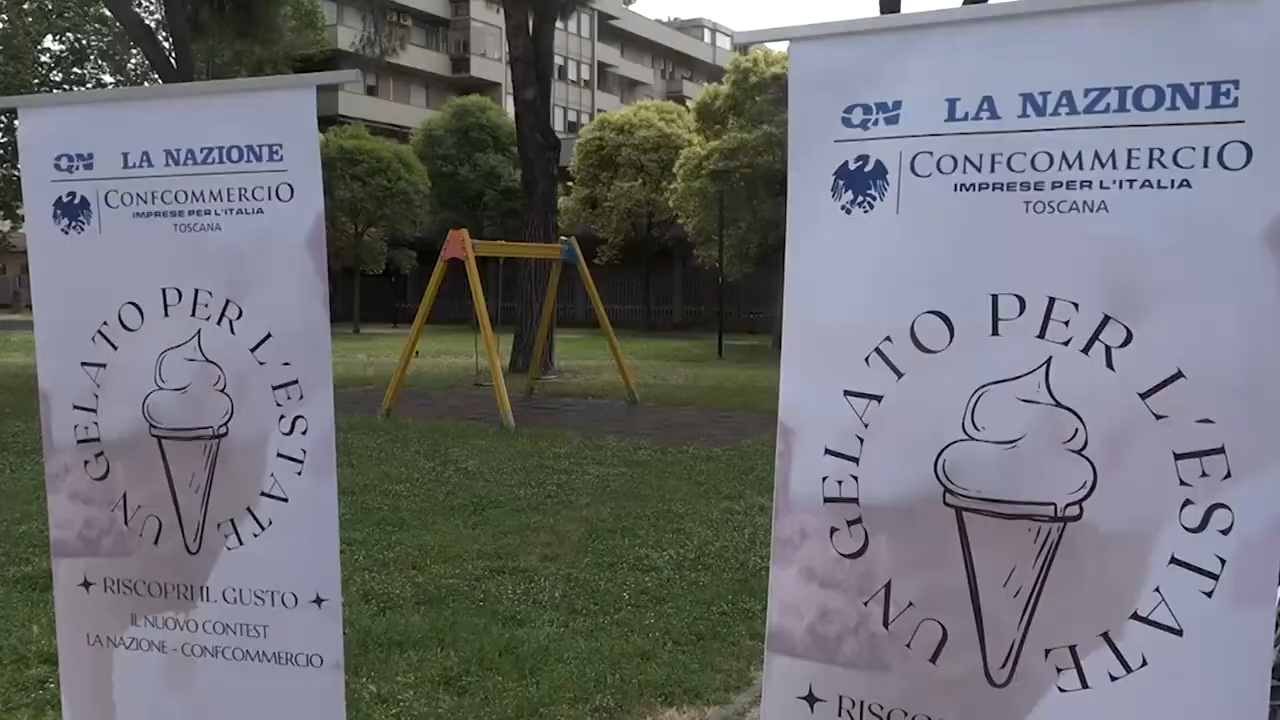 QN LA NAZIONE
CONFCOMMERCIO
IMPRESE PER L'ITALIA
TOSCANA
UN GELATO PER L'ESTATE
RISCOPRI IL GUSTO
IL NUOVO CONTEST
LA NAZIONE - CONFCOMMERCIO
QN LA NAZIONE
CONFCOMMERCIO
IMPRESE PER L'ITALIA
TOSCANA
UN GELATO PER L'ESTATE